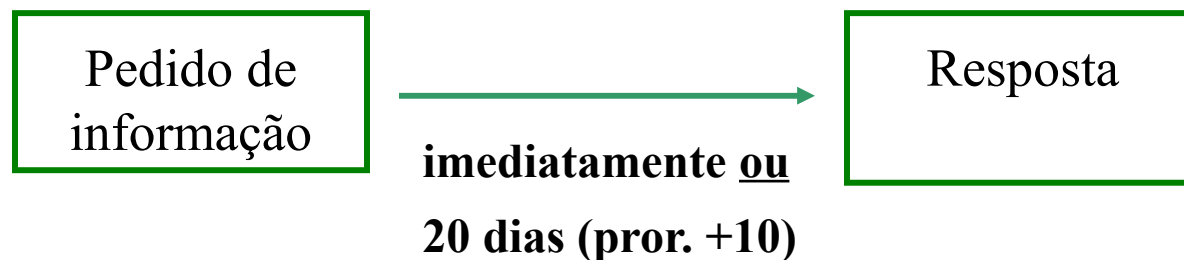 Pedido de
informação
imediatamente ou
20 dias (pror. +10)
Resposta